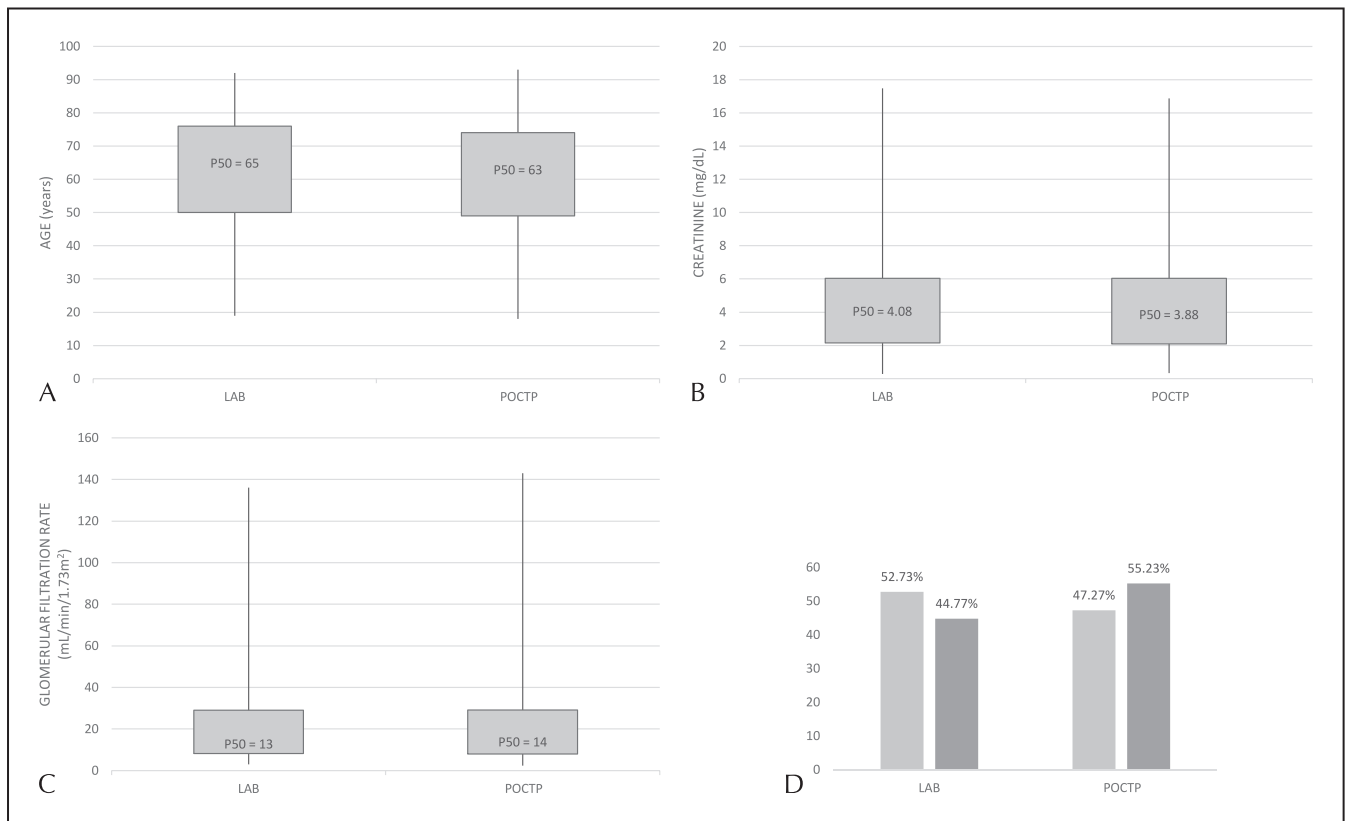 100
90
80
70
60
50
40
30
20
10
0
AGE (years)
P50 = 65
P50 = 63
LAB
POCTP
A
20
18
16
14
12
10
8
6
4
2
0
CREATININE (mg/dL)
P50 = 4.08
P50 = 3.88
LAB
POCTP
B
160
140
120
100
80
60
40
20
0
GLOMERULAR FILTRATION RATE
(mL/min/1.73m²)
P50 = 13
P50 = 14
LAB
POCTP
C
60
50
40
30
20
10
0
52.73%
44.77%
47.27%
55.23%
LAB
POCTP
D